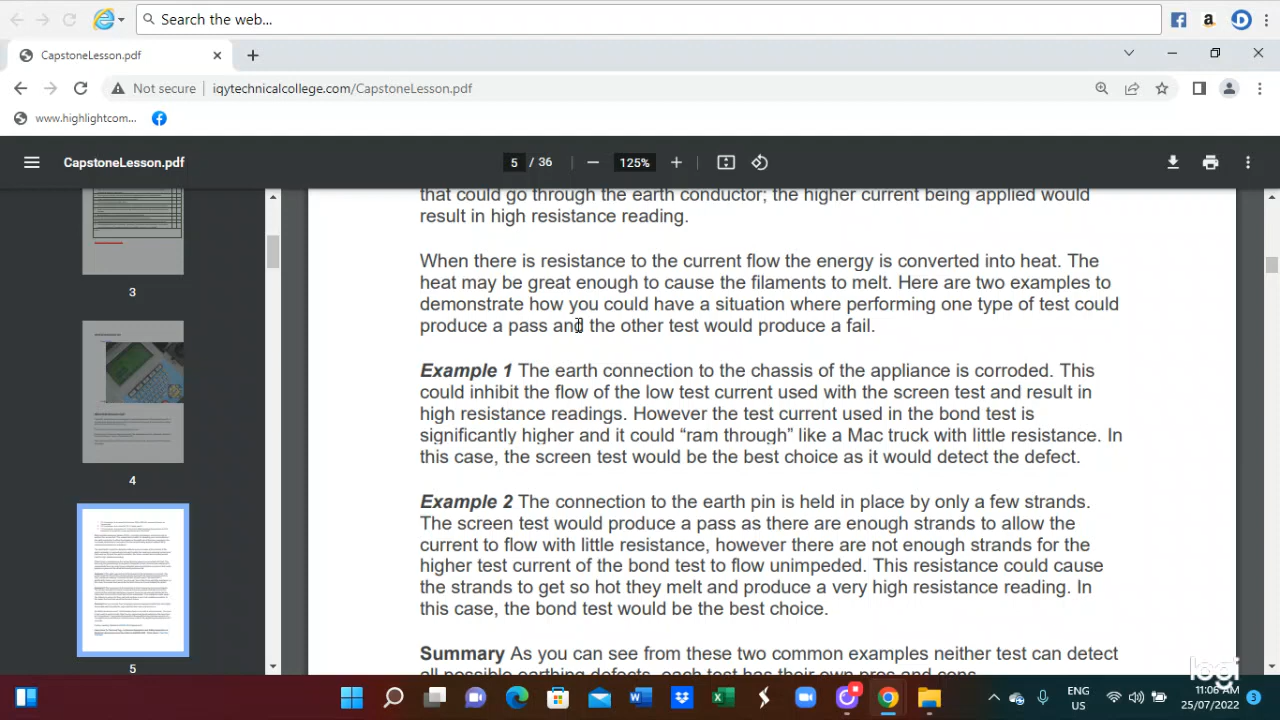 Search the web...
CapstoneLesson.pdf
Not secure iqytechnicalcollege.com/CapstoneLesson.pdf
www.highlightcom...
CapstoneLesson.pdf 5 / 36 125%
that could go through the earth conductor; the higher current being applied would
result in high resistance reading.
When there is resistance to the current flow the energy is converted into heat. The
heat may be great enough to cause the filaments to melt. Here are two examples to
demonstrate how you could have a situation where performing one type of test could
produce a pass and the other test would produce a fail.
Example 1 The earth connection to the chassis of the appliance is corroded. This
could inhibit the flow of the low test current used with the screen test and result in
high resistance readings. However the test current used in the bond test is
significantly higher and it could “ram through” like a Mac truck with little resistance. In
this case, the screen test would be the best choice as it would detect the defect.
Example 2 The connection to the earth pin is held in place by only a few strands.
The screen test would produce a pass as there are enough strands to allow the
current to flow with little resistance, however there are not enough strands for the
higher test current of the bond test to flow unimpeded. This resistance could cause
the strands to get so hot they melt and produce a very high resistance reading. In
this case, the bond test would be the best choice.
Summary As you can see from these two common examples neither test can detect
3
4
5
logi
ENG
US
11:06 AM
25/07/2022
3